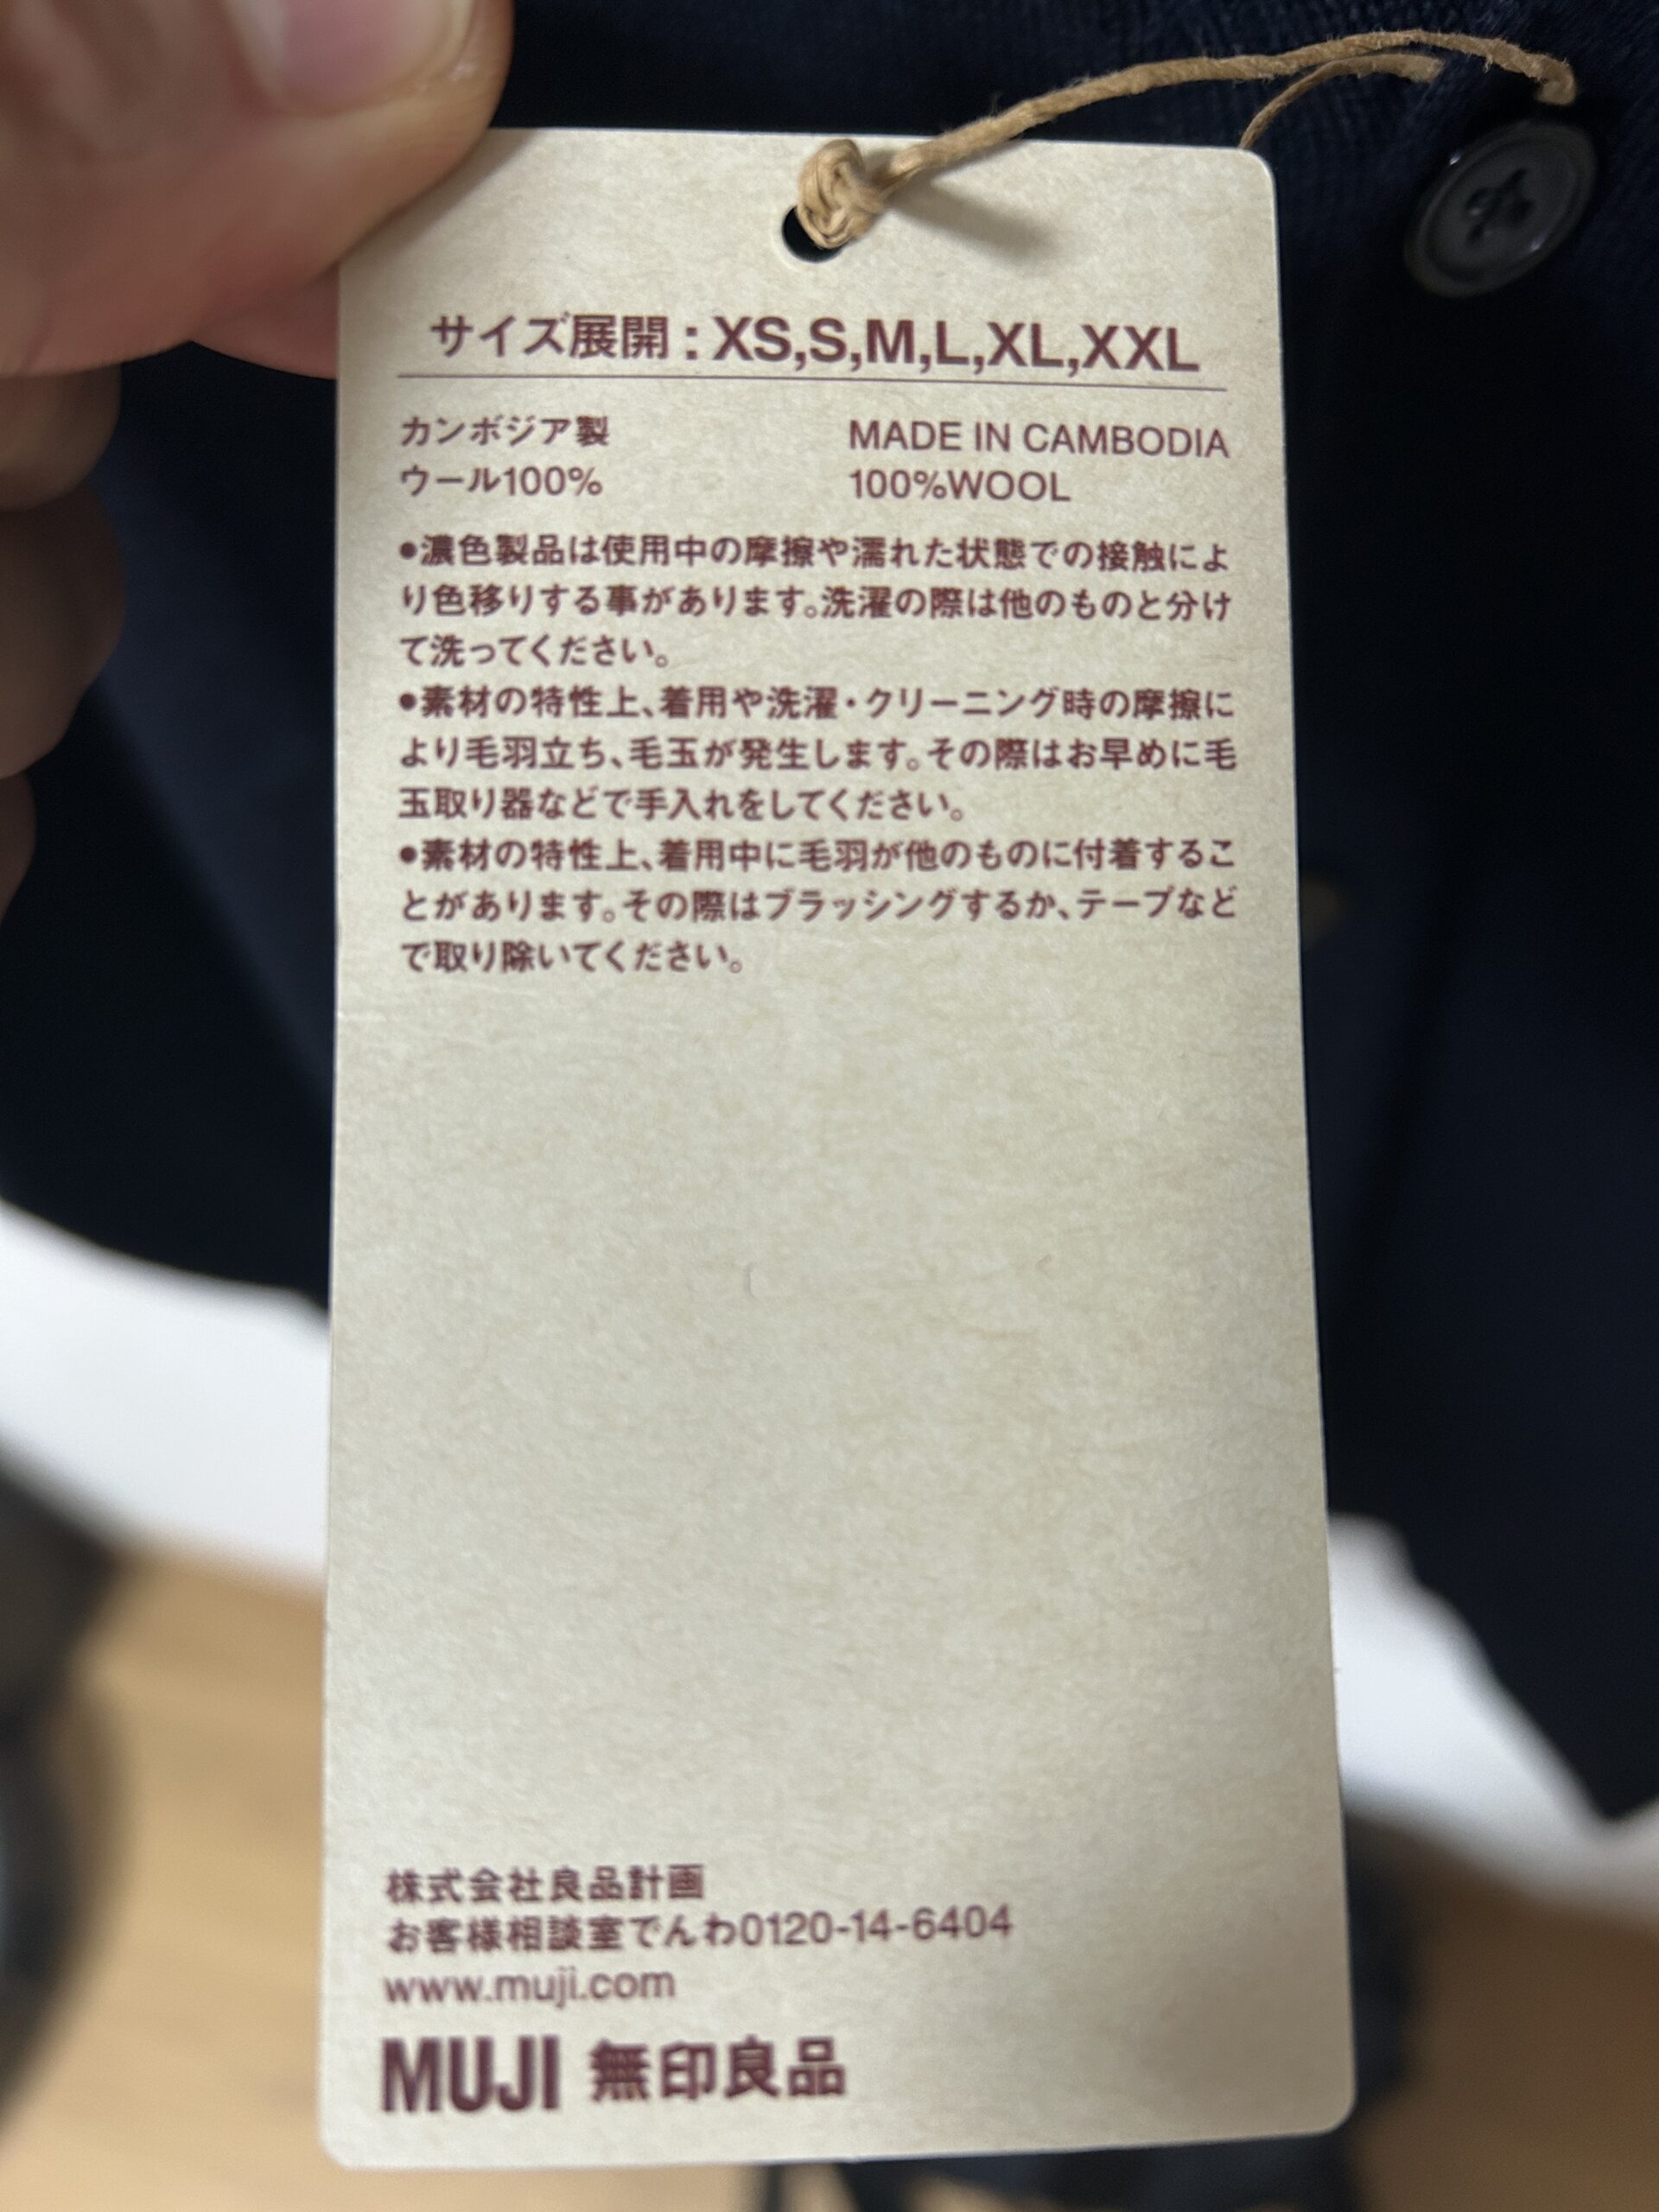 サイズ展開：XS,S,M,L,XL,XXL
カンボジア製 MADE IN CAMBODIA
ウール100% 100%WOOL
●濃色製品は使用中の摩擦や濡れた状態での接触によ
り色移りする事があります。洗濯の際は他のものと分け
て洗ってください。
●素材の特性上、着用や洗濯・クリーニング時の摩擦に
より毛羽立ち、毛玉が発生します。その際はお早めに毛
玉取り器などで手入れをしてください。
●素材の特性上、着用中に毛羽が他のものに付着するこ
とがあります。その際はブラッシングするか、テープなど
で取り除いてください。
株式会社良品計画
お客様相談室でんわ0120-14-6404
www.muji.com
MUJI 無印良品